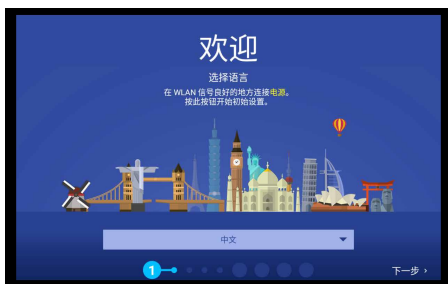 欢迎
选择语言
在 WLAN 信号良好的地方连接电源。
按此按钮开始初始设置。
中文
1
下一步 ›